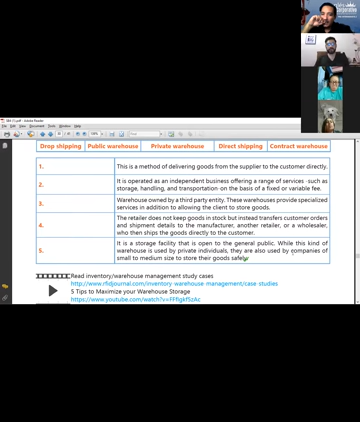 File Edit View Document Tools Window Help
Drop shipping Public warehouse Private warehouse Direct shipping Contract warehouse
1. This is a method of delivering goods from the supplier to the customer directly.
2. It is operated as an independent business offering a range of services -such as
storage, handling, and transportation- on the basis of a fixed or variable fee.
3. Warehouse owned by a third party entity. These warehouses provide specialized
services in addition to allowing the client to store goods.
4. The retailer does not keep goods in stock but instead transfers customer orders
and shipment details to the manufacturer, another retailer, or a wholesaler,
who then ships the goods directly to the customer.
5. It is a storage facility that is open to the general public. While this kind of
warehouse is used by private individuals, they are also used by companies of
small to medium size to store their goods safely.
Read inventory/warehouse management study cases
http://www.rfidjournal.com/inventory-warehouse-management/case-studies
5 Tips to Maximize your Warehouse Storage